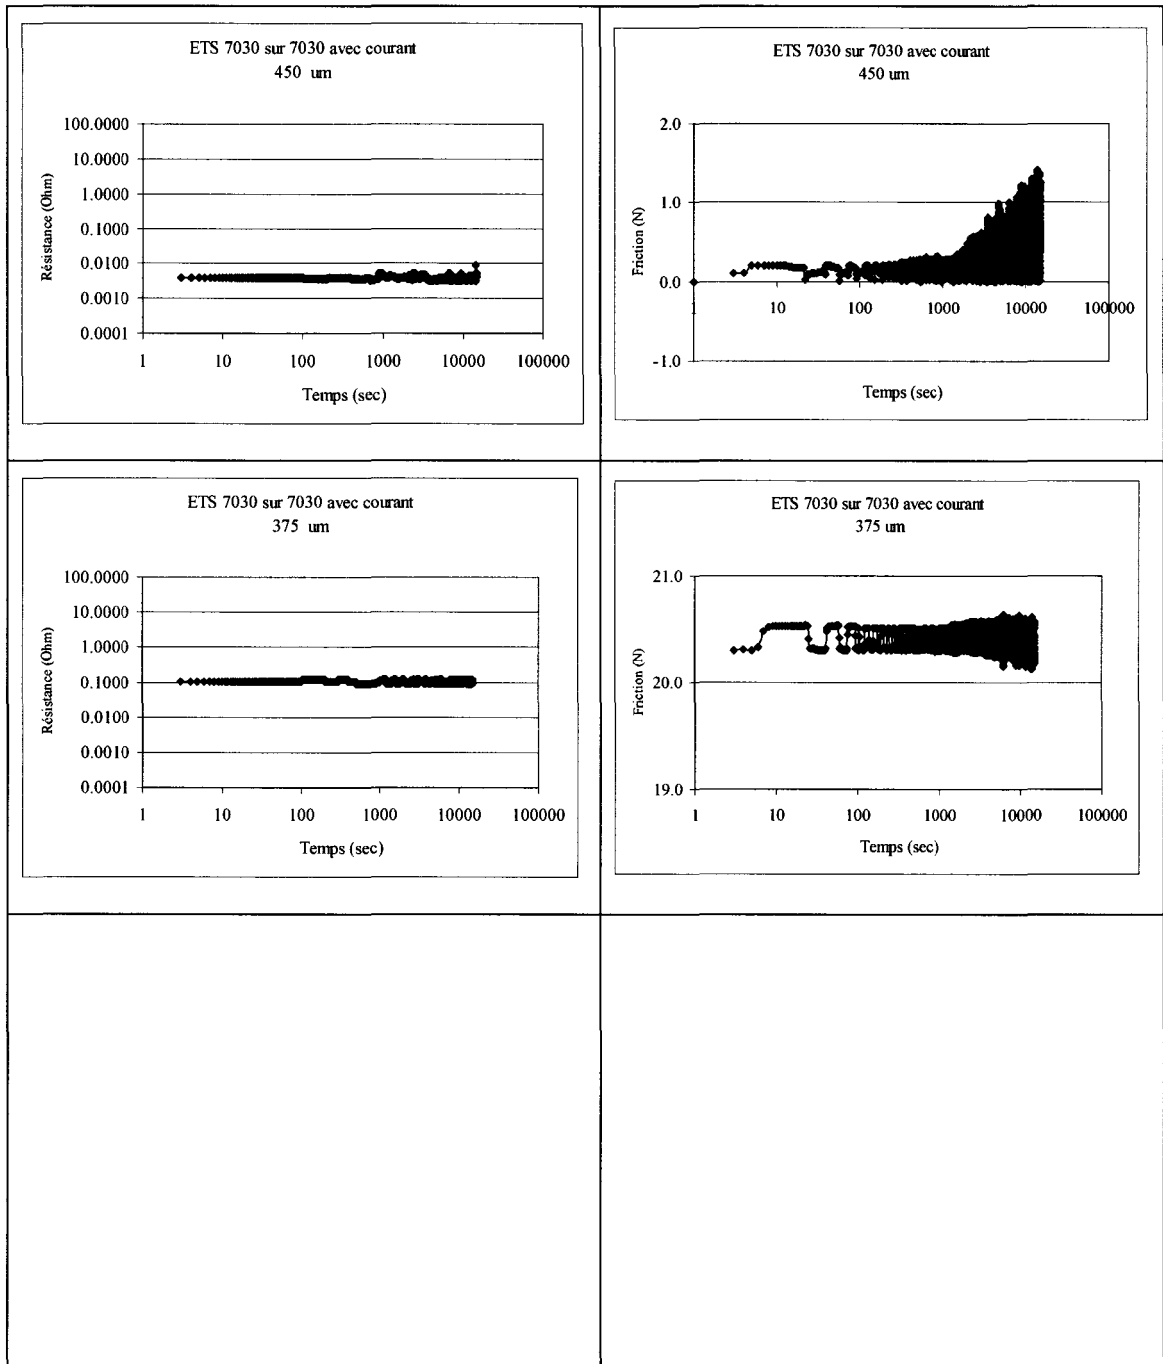 ETS 7030 sur 7030 avec courant
450 um
100.0000
10.0000
1.0000
0.1000
0.0100
0.0010
0.0001
Résistance (Ohm)
1 10 100 1000 10000 100000
Temps (sec)
ETS 7030 sur 7030 avec courant
450 um
2.0
1.0
0.0
-1.0
Friction (N)
1 10 100 1000 10000 100000
Temps (sec)
ETS 7030 sur 7030 avec courant
375 um
100.0000
10.0000
1.0000
0.1000
0.0100
0.0010
0.0001
Résistance (Ohm)
1 10 100 1000 10000 100000
Temps (sec)
ETS 7030 sur 7030 avec courant
375 um
21.0
20.0
19.0
Friction (N)
1 10 100 1000 10000 100000
Temps (sec)